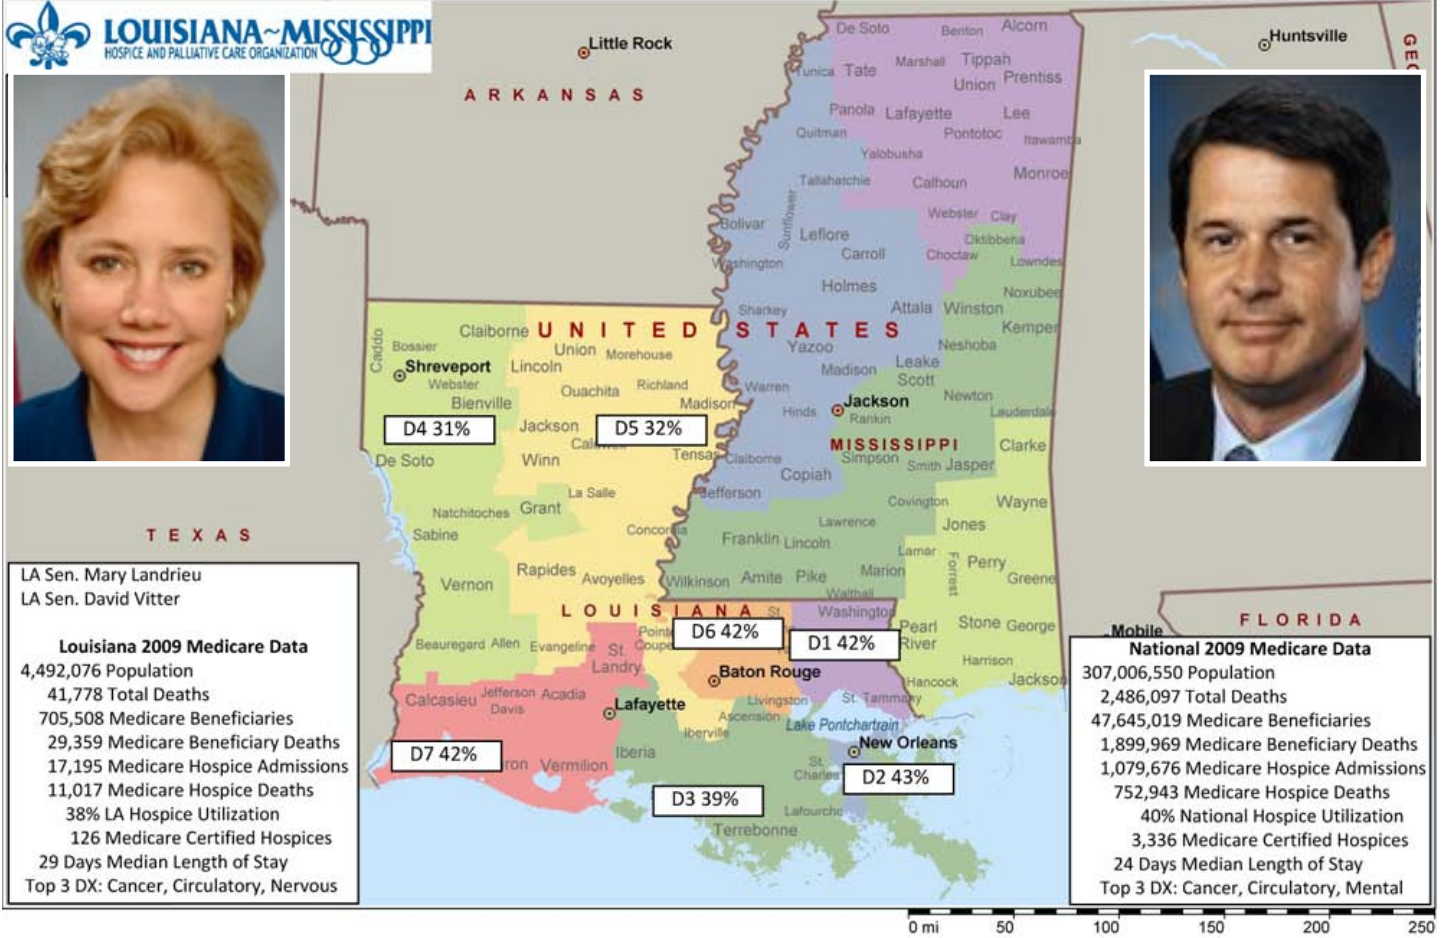 LOUISIANA~MISSISSIPPI
HOSPICE AND PALLIATIVE CARE ORGANIZATION
Little Rock
ARKANSAS
Huntsville
De Soto
Benton
Alcorn
Tunica
Tate
Marshall
Tippah
Union
Prentiss
Panola
Lafayette
Lee
Quitman
Pontotoc
Itawamba
Yalobusha
Tallahatchie
Calhoun
Monroe
Bolivar
Sunflower
Leflore
Webster
Clay
Carroll
Choctaw
Oktibbeha
Lowndes
Washington
Holmes
Noxubee
Sharkey
Attala
Winston
Kemper
UNITED STATES
Yazoo
Neshoba
Madison
Leake
Scott
Newton
Warren
Hinds
Jackson
Rankin
Lauderdale
MISSISSIPPI
Clarke
Claiborne
Simpson
Smith
Jasper
Copiah
Jefferson
Covington
Wayne
Lawrence
Jones
Franklin
Lincoln
Lamar
Forrest
Perry
Greene
Wilkinson
Amite
Pike
Marion
Walthall
Pearl
River
Stone
George
Harrison
Hancock
Jackson
Caddo
Bossier
Claiborne
Union
Morehouse
Shreveport
Webster
Lincoln
Ouachita
Richland
Bienville
Madison
D4 31%
Jackson
D5 32%
De Soto
Winn
Tensas
La Salle
Natchitoches
Grant
Sabine
Concordia
Vernon
Rapides
Avoyelles
LOUISIANA
St.
Washington
D6 42%
D1 42%
Beauregard
Allen
Evangeline
St.
Landry
Pointe
Coupe
Baton Rouge
Calcasieu
Jefferson
Davis
Acadia
Lafayette
Livingston
St. Tammany
Ascension
Lake Pontchartrain
Iberville
D7 42%
ron
Vermilion
Iberia
New Orleans
St.
Charles
D2 43%
D3 39%
Lafourche
Terrebonne
TEXAS
FLORIDA
Mobile
LA Sen. Mary Landrieu
LA Sen. David Vitter
Louisiana 2009 Medicare Data
4,492,076 Population
41,778 Total Deaths
705,508 Medicare Beneficiaries
29,359 Medicare Beneficiary Deaths
17,195 Medicare Hospice Admissions
11,017 Medicare Hospice Deaths
38% LA Hospice Utilization
126 Medicare Certified Hospices
29 Days Median Length of Stay
Top 3 DX: Cancer, Circulatory, Nervous
National 2009 Medicare Data
307,006,550 Population
2,486,097 Total Deaths
47,645,019 Medicare Beneficiaries
1,899,969 Medicare Beneficiary Deaths
1,079,676 Medicare Hospice Admissions
752,943 Medicare Hospice Deaths
40% National Hospice Utilization
3,336 Medicare Certified Hospices
24 Days Median Length of Stay
Top 3 DX: Cancer, Circulatory, Mental
0 mi
50
100
150
200
250